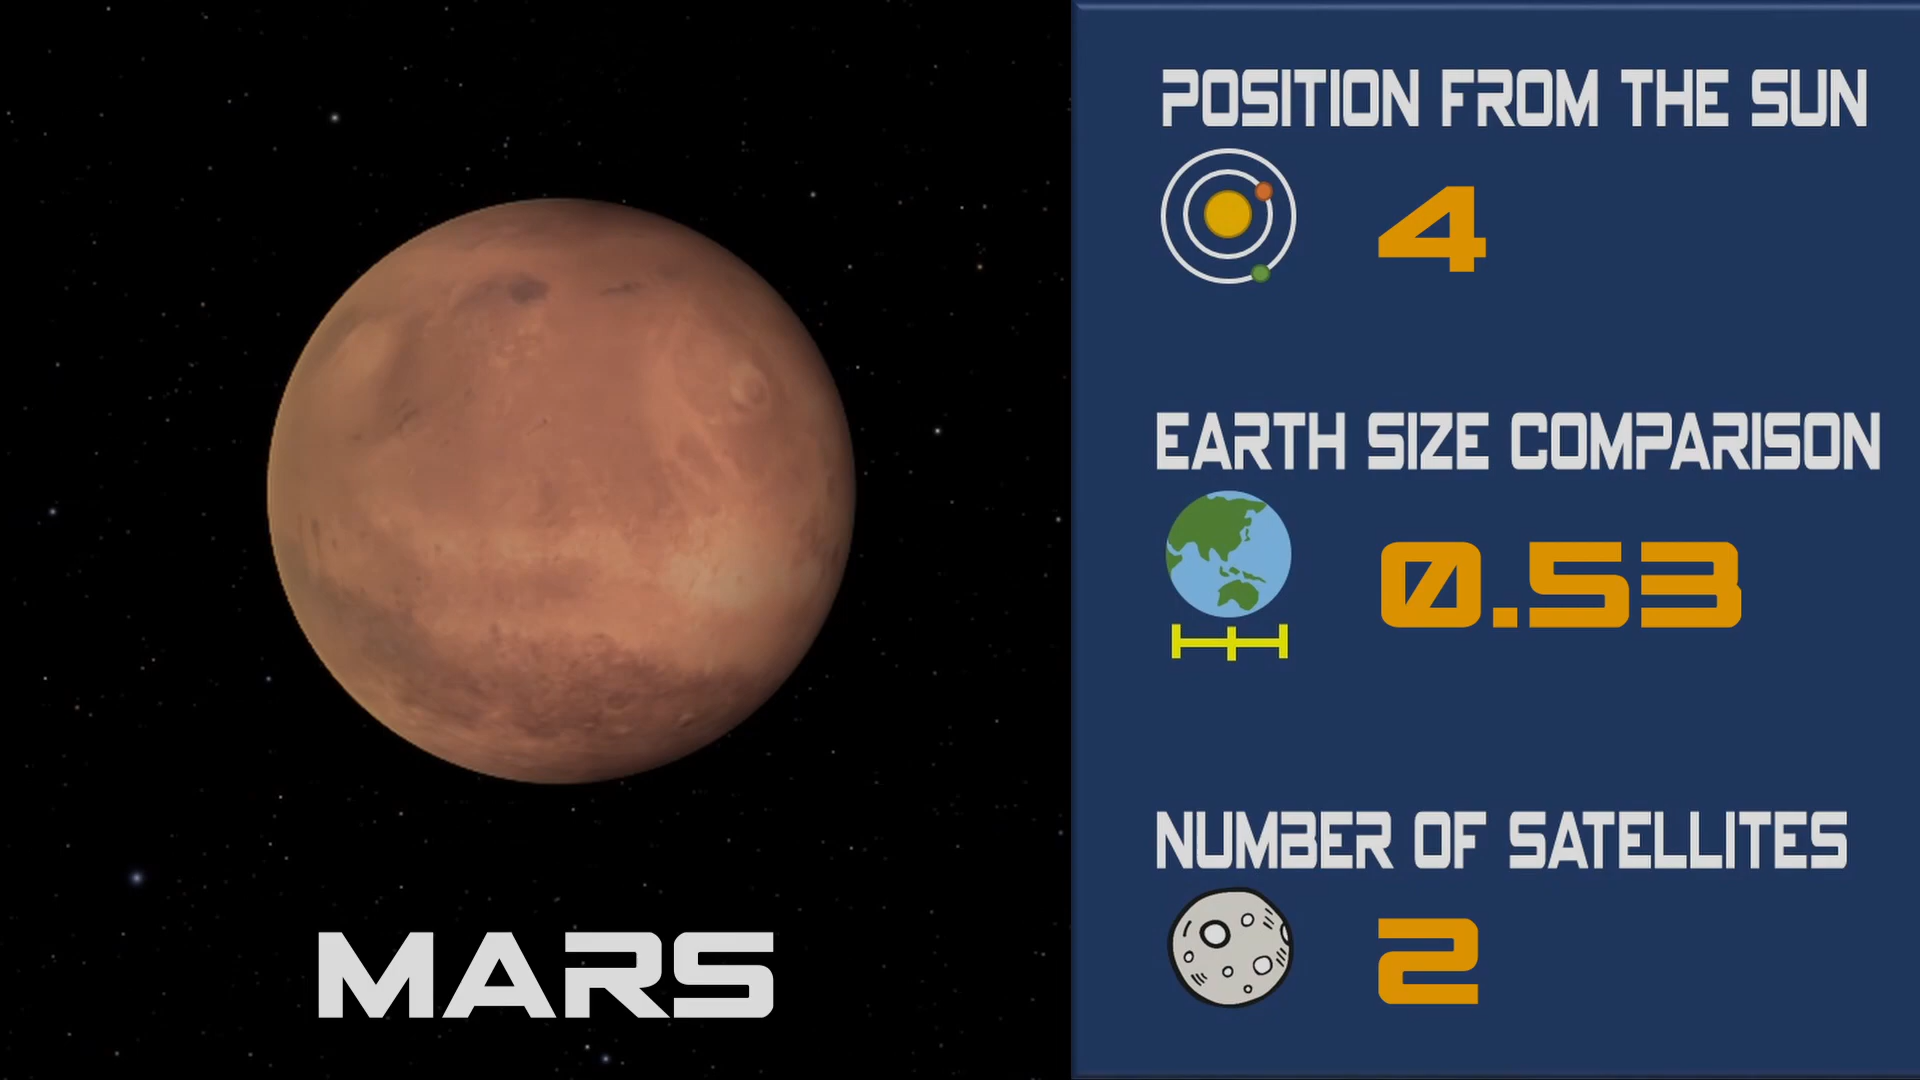 POSITION FROM THE SUN
4
EARTH SIZE COMPARISON
0.53
NUMBER OF SATELLITES
2
MARS